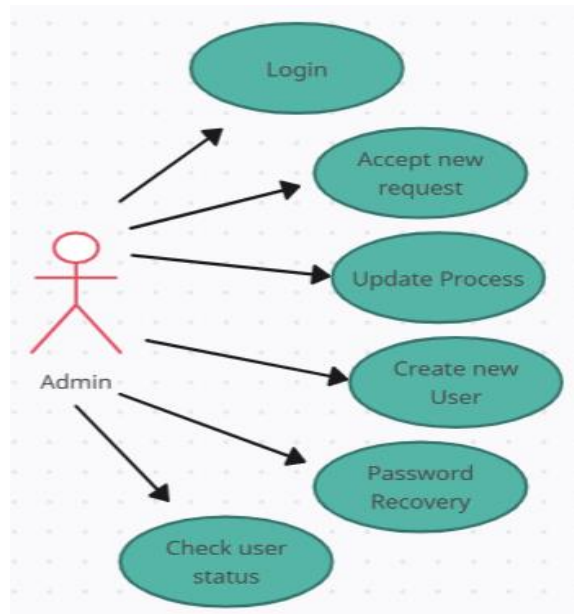 Login
Accept new
request
Update Process
Create new
User
Admin
Password
Recovery
Check user
status